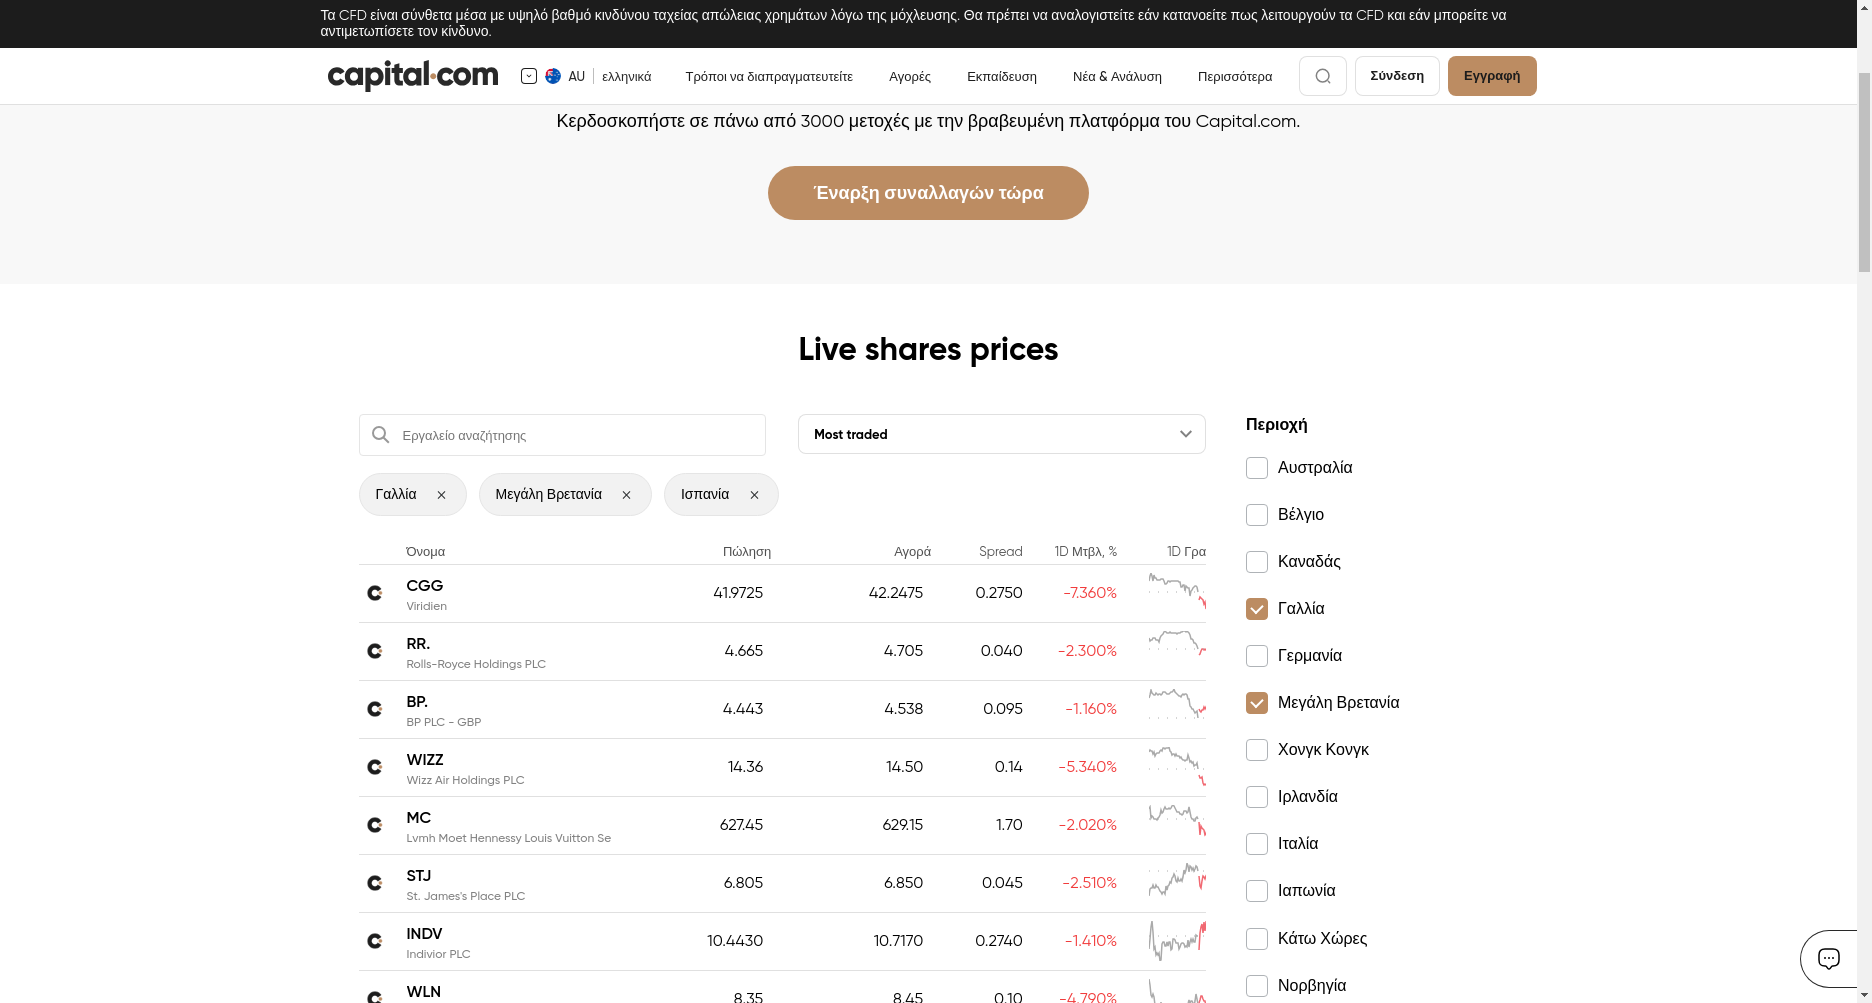 Τα CFD είναι σύνθετα μέσα με υψηλό βαθμό κινδύνου ταχείας απώλειας χρημάτων λόγω της μόχλευσης. Θα πρέπει να αναλογιστείτε εάν κατανοείτε πως λειτουργούν τα CFD και εάν μπορείτε να
αντιμετωπίσετε τον κίνδυνο.
capital.com AU ελληνικά Τρόποι να διαπραγματευτείτε Αγορές Εκπαίδευση Νέα & Ανάλυση Περισσότερα Σύνδεση Εγγραφή
Κερδοσκοπήστε σε πάνω από 3000 μετοχές με την βραβευμένη πλατφόρμα του Capital.com.
Έναρξη συναλλαγών τώρα
Live shares prices
Εργαλείο αναζήτησης
Most traded
Γαλλία
Μεγάλη Βρετανία
Ισπανία
Όνομα Πώληση Αγορά Spread 1D Μτβλ, % 1D Γρα
CGG 41.9725 42.2475 0.2750 -7.360%
Viridien
RR. 4.665 4.705 0.040 -2.300%
Rolls-Royce Holdings PLC
BP. 4.443 4.538 0.095 -1.160%
BP PLC - GBP
WIZZ 14.36 14.50 0.14 -5.340%
Wizz Air Holdings PLC
MC 627.45 629.15 1.70 -2.020%
Lvmh Moet Hennessy Louis Vuitton Se
STJ 6.805 6.850 0.045 -2.510%
St. James's Place PLC
INDV 10.4430 10.7170 0.2740 -1.410%
Indivior PLC
WLN 8.35 8.45 0.10 -4.790%
Περιοχή
Αυστραλία
Βέλγιο
Καναδάς
Γαλλία
Γερμανία
Μεγάλη Βρετανία
Χονγκ Κονγκ
Ιρλανδία
Ιταλία
Ιαπωνία
Κάτω Χώρες
Νορβηγία